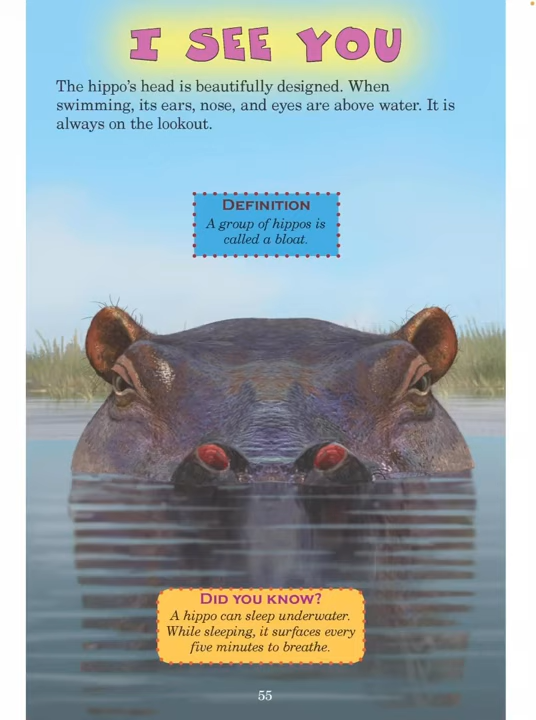 I SEE YOU
The hippo's head is beautifully designed. When
swimming, its ears, nose, and eyes are above water. It is
always on the lookout.
DEFINITION
A group of hippos is
called a bloat.
DID YOU KNOW?
A hippo can sleep underwater.
While sleeping, it surfaces every
five minutes to breathe.
55